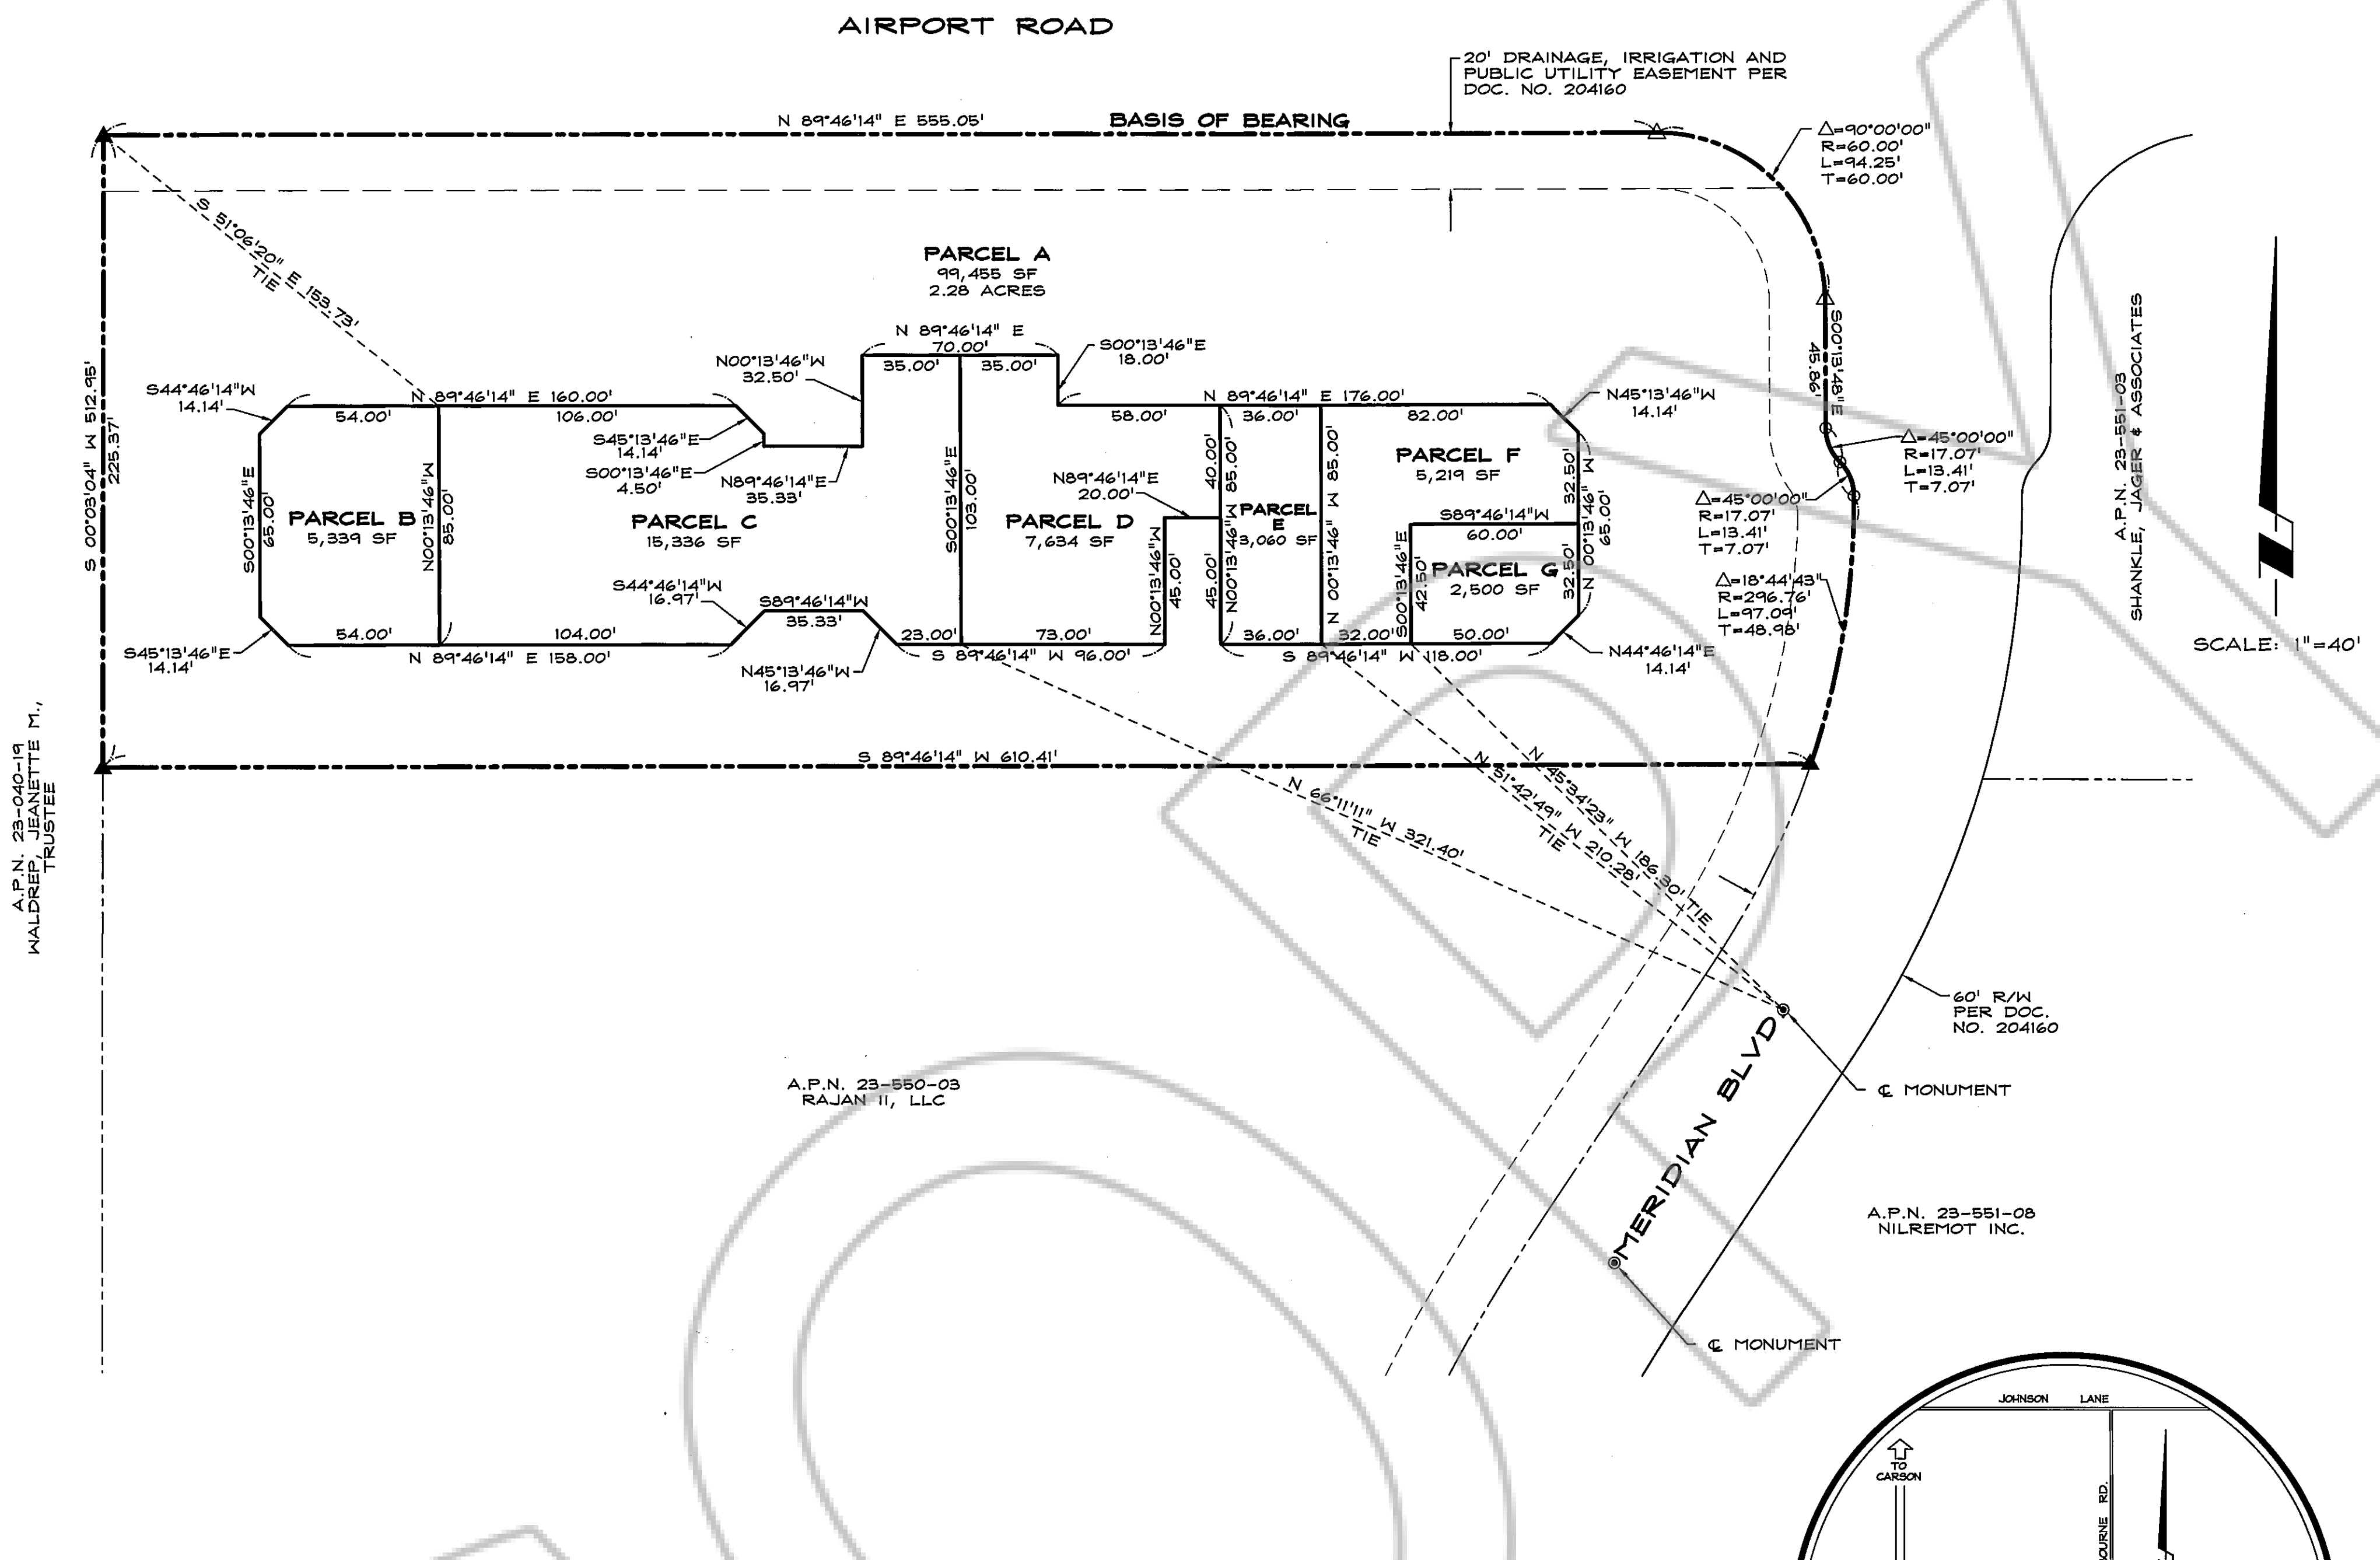 AIRPORT ROAD
20' DRAINAGE, IRRIGATION AND
PUBLIC UTILITY EASEMENT PER
DOC. NO. 204160
N 89°46'14" E 555.05'
BASIS OF BEARING
△=90°00'00"
R=60.00'
L=94.25'
T=60.00'
S 51°06'20" E 153.73'
TIE
PARCEL A
99,455 SF
2.28 ACRES
S 00°03'04" W 512.95'
225.37'
S00°13'48"E
45.86'
A.P.N. 23-551-03
SHANKLE, JAGER & ASSOCIATES
N 89°46'14" E
70.00'
35.00'
35.00'
N00°13'46"W
32.50'
S00°13'46"E
18.00'
S44°46'14"W
14.14'
N 89°46'14" E 160.00'
54.00'
106.00'
S45°13'46"E
14.14'
S00°13'46"E
4.50'
N89°46'14"E
35.33'
N 89°46'14" E 176.00'
58.00'
36.00'
82.00'
N45°13'46"W
14.14'
△=45°00'00"
R=17.07'
L=13.41'
T=7.07'
△=45°00'00"
R=17.07'
L=13.41'
T=7.07'
△=18°44'43"
R=296.76'
L=97.09'
T=48.98'
S00°13'46"E
65.00'
PARCEL B
5,339 SF
N00°13'46"W
85.00'
PARCEL C
15,336 SF
S00°13'46"E
103.00'
PARCEL D
7,634 SF
N89°46'14"E
20.00'
N00°13'46"W
45.00'
40.00'
45.00'
N00°13'46"W 85.00'
PARCEL
E
3,060 SF
N 00°13'46" W 85.00'
PARCEL F
5,219 SF
S89°46'14"W
60.00'
S00°13'46"E
42.50'
PARCEL G
2,500 SF
32.50'
32.50'
N 00°13'46" W
65.00'
S45°13'46"E
14.14'
54.00'
104.00'
N 89°46'14" E 158.00'
S44°46'14"W
16.97'
S89°46'14"W
35.33'
N45°13'46"W
16.97'
23.00'
73.00'
S 89°46'14" W 96.00'
36.00'
32.00'
50.00'
S 89°46'14" W 118.00'
N44°46'14"E
14.14'
SCALE: 1"=40'
S 89°46'14" W 610.41'
N 66°11'11" W 321.40'
TIE
N 51°42'49" W 210.28'
TIE
N 45°34'23" W 186.30'
TIE
A.P.N. 23-040-19
WALDREP, JEANETTE M.,
TRUSTEE
60' R/W
PER DOC.
NO. 204160
MERIDIAN BLVD
℄ MONUMENT
A.P.N. 23-550-03
RAJAN II, LLC
A.P.N. 23-551-08
NILREMOT INC.
℄ MONUMENT
JOHNSON LANE
TO
CARSON
RD.